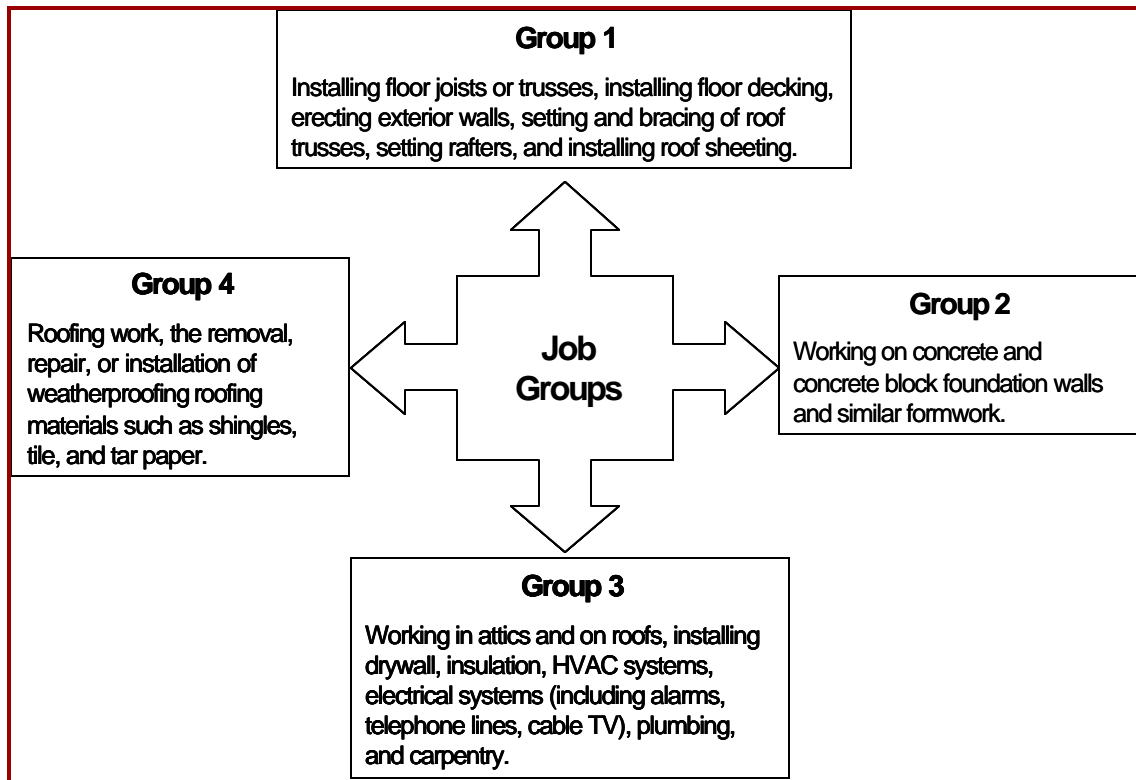 Group 1
Installing floor joists or trusses, installing floor decking,
erecting exterior walls, setting and bracing of roof
trusses, setting rafters, and installing roof sheeting.
Group 4
Roofing work, the removal,
repair, or installation of
weatherproofing roofing
materials such as shingles,
tile, and tar paper.
Job
Groups
Group 2
Working on concrete and
concrete block foundation walls
and similar formwork.
Group 3
Working in attics and on roofs, installing
drywall, insulation, HVAC systems,
electrical systems (including alarms,
telephone lines, cable TV), plumbing,
and carpentry.